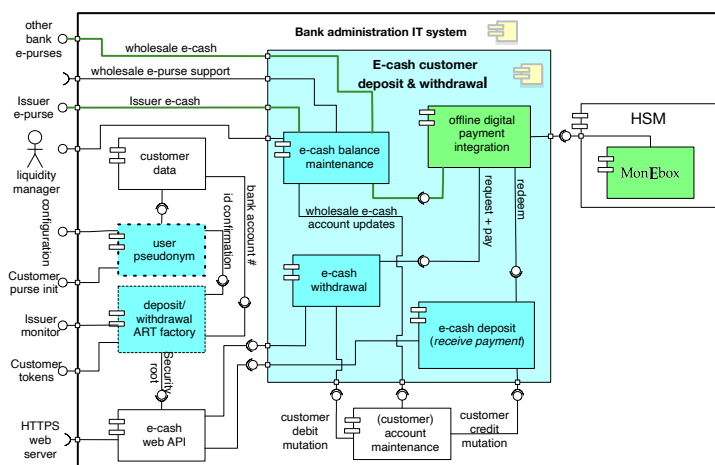 other
bank
e-purses
Bank administration IT system
wholesale e-cash
E-cash customer
deposit & withdrawal
wholesale e-purse support
Issuer
e-purse
Issuer e-cash
offline digital
payment
integration
HSM
MonEbox
liquidity
manager
customer
data
e-cash balance
maintenance
configuration
id confirmation
bank account #
wholesale e-cash
account updates
request + pay
redeem
user
pseudonym
Customer
purse init
e-cash
withdrawal
deposit/
withdrawal
ART factory
Issuer
monitor
e-cash deposit
(receive payment)
Customer
tokens
Security
root
HTTPS
web
server
e-cash
web API
customer
debit
mutation
(customer)
account
maintenance
customer
credit
mutation